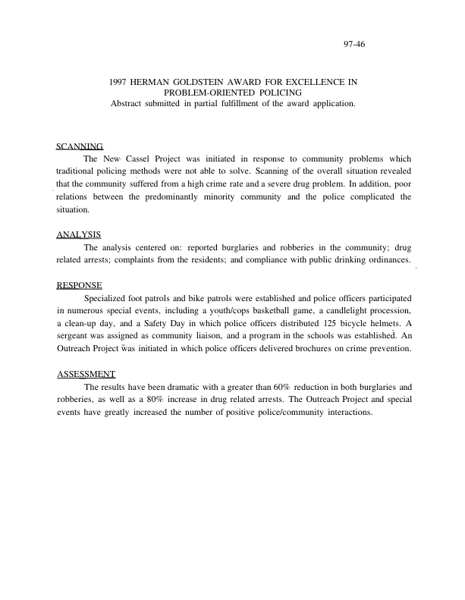 97-46
1997 HERMAN GOLDSTEIN AWARD FOR EXCELLENCE IN
PROBLEM-ORIENTED POLICING
Abstract submitted in partial fulfillment of the award application.
SCANNING
The New Cassel Project was initiated in response to community problems which
traditional policing methods were not able to solve. Scanning of the overall situation revealed
that the community suffered from a high crime rate and a severe drug problem. In addition, poor
relations between the predominantly minority community and the police complicated the
situation.
ANALYSIS
The analysis centered on: reported burglaries and robberies in the community; drug
related arrests; complaints from the residents; and compliance with public drinking ordinances.
RESPONSE
Specialized foot patrols and bike patrols were established and police officers participated
in numerous special events, including a youth/cops basketball game, a candlelight procession,
a clean-up day, and a Safety Day in which police officers distributed 125 bicycle helmets. A
sergeant was assigned as community liaison, and a program in the schools was established. An
Outreach Project was initiated in which police officers delivered brochures on crime prevention.
ASSESSMENT
The results have been dramatic with a greater than 60% reduction in both burglaries and
robberies, as well as a 80% increase in drug related arrests. The Outreach Project and special
events have greatly increased the number of positive police/community interactions.